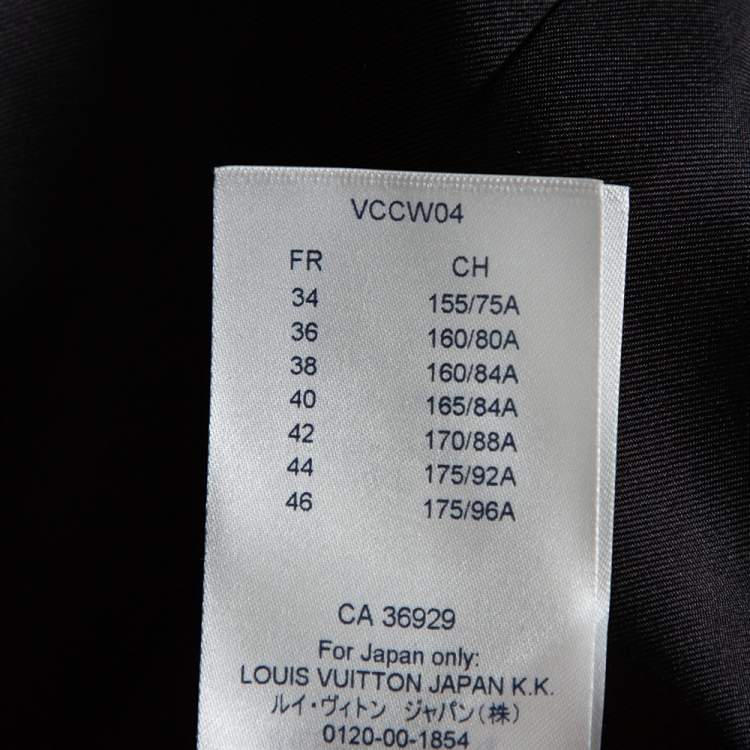 VCCW04
FR CH
34 155/75A
36 160/80A
38 160/84A
40 165/84A
42 170/88A
44 175/92A
46 175/96A
CA 36929
For Japan only:
LOUIS VUITTON JAPAN K.K.
ルイ・ヴィトン ジャパン(株)
0120-00-1854